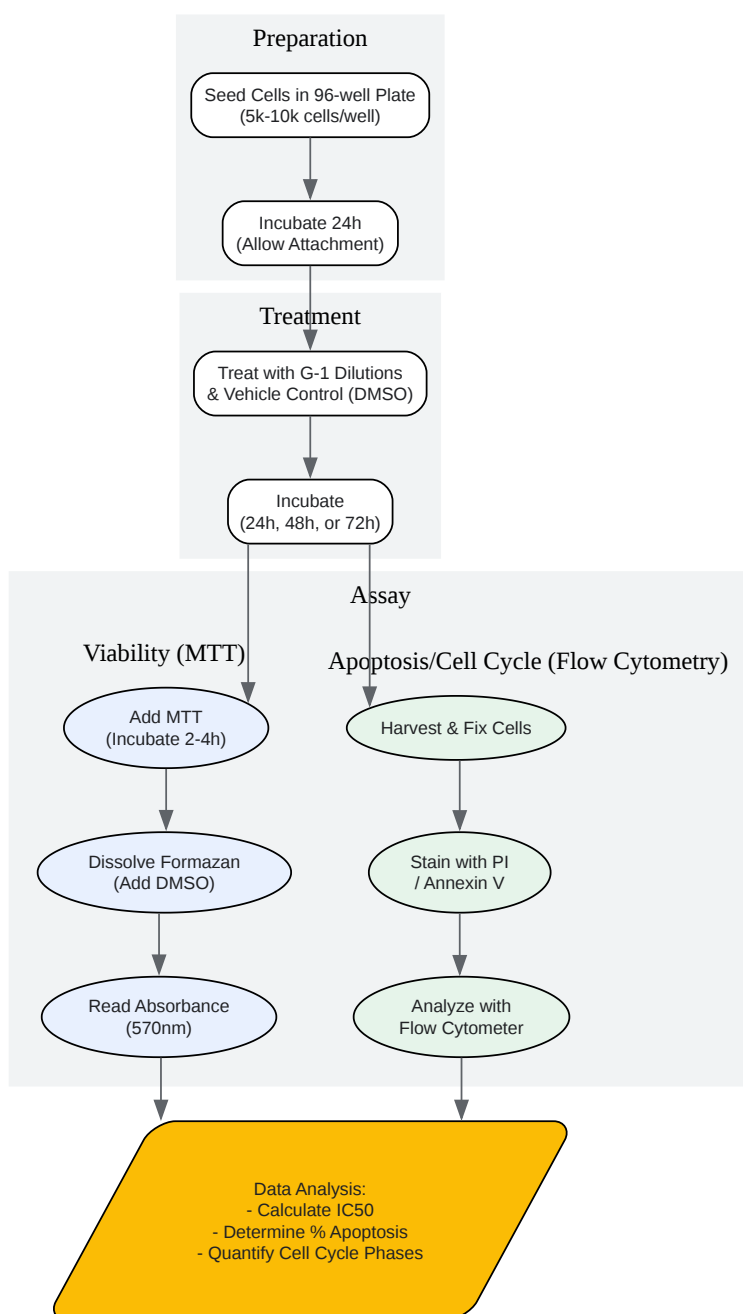 Preparation
Seed Cells in 96-well Plate
(5k-10k cells/well)
Incubate 24h
(Allow Attachment)
Treatment
Treat with G-1 Dilutions
& Vehicle Control (DMSO)
Incubate
(24h, 48h, or 72h)
Assay
Viability (MTT)
Add MTT
(Incubate 2-4h)
Dissolve Formazan
(Add DMSO)
Read Absorbance
(570nm)
Apoptosis/Cell Cycle (Flow Cytometry)
Harvest & Fix Cells
Stain with PI
/ Annexin V
Analyze with
Flow Cytometer
Data Analysis:
- Calculate IC50
- Determine % Apoptosis
- Quantify Cell Cycle Phases